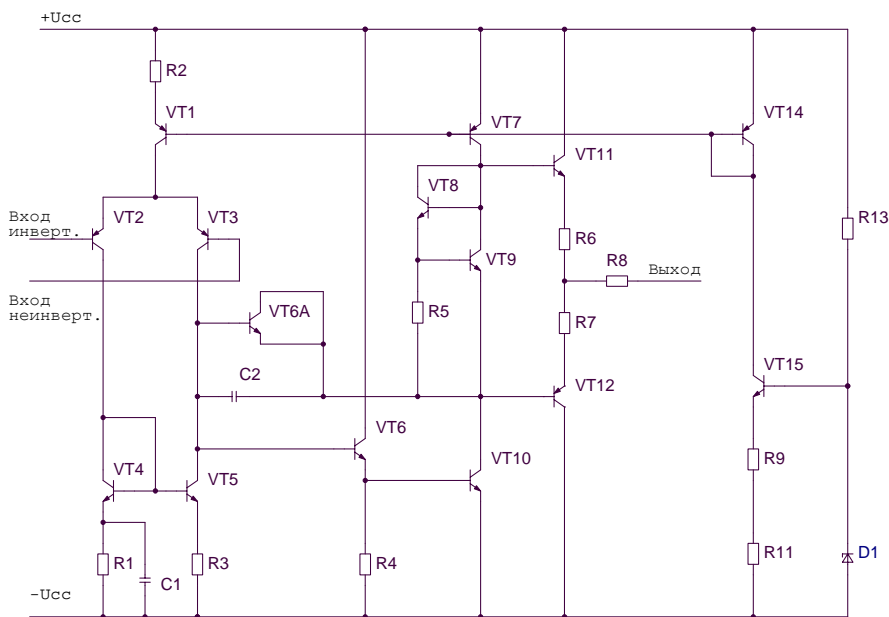 +Ucc
R2
VT1
VT7
VT14
VT11
VT8
Вход
инверт.
VT2
VT3
R13
R6
VT9
R8
Выход
Вход
неинверт.
VT6A
R5
R7
C2
VT12
VT15
VT6
VT10
R9
VT4
VT5
R1
C1
R3
R4
R11
D1
-Ucc